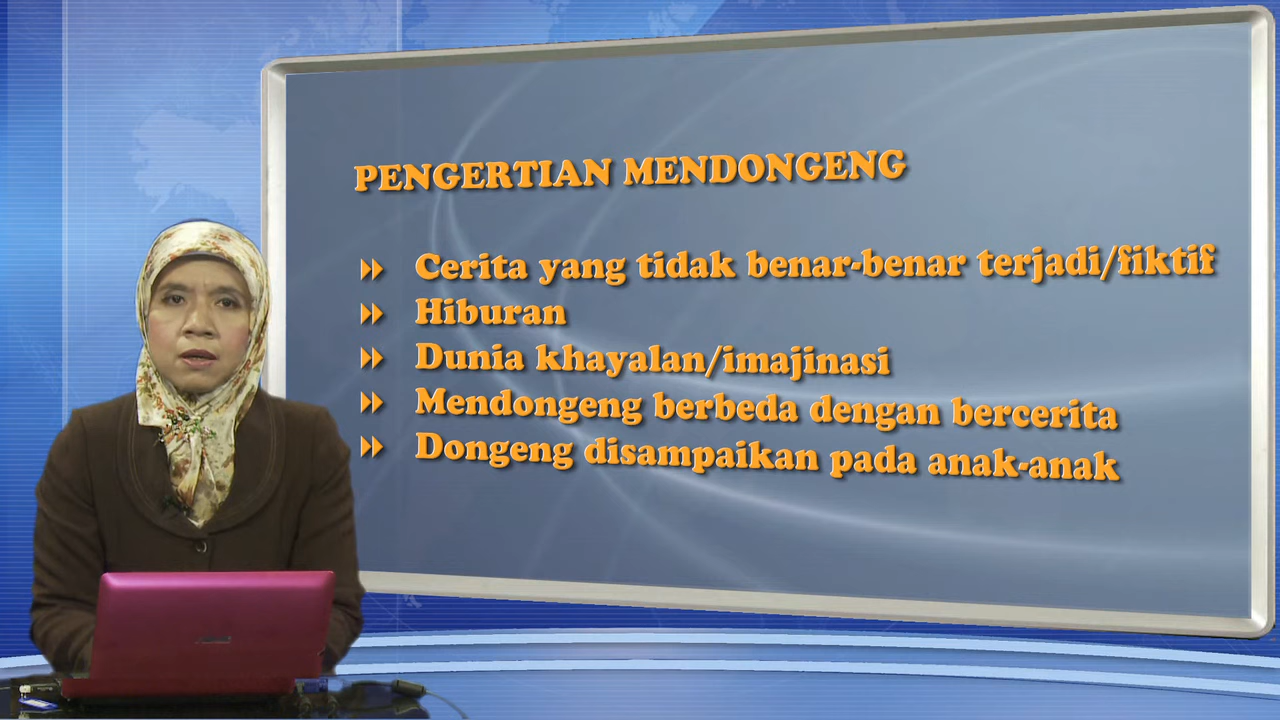 PENGERTIAN MENDONGENG
Cerita yang tidak benar-benar terjadi/fiktif
Hiburan
Dunia khayalan/imajinasi
Mendongeng berbeda dengan bercerita
Dongeng disampaikan pada anak-anak